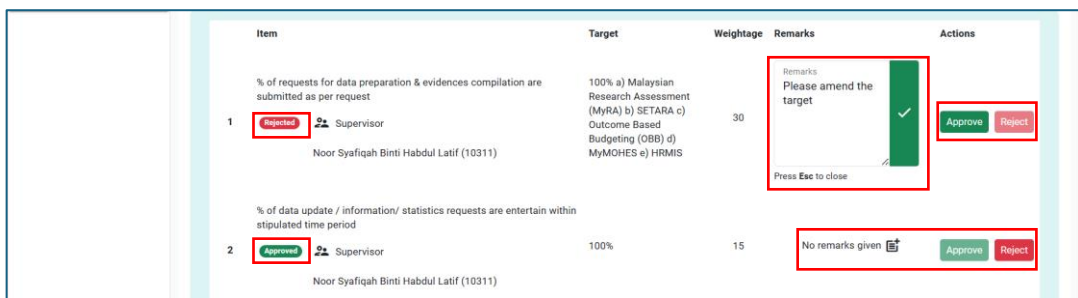 Item Target Weightage Remarks Actions
% of requests for data preparation & evidences compilation are
submitted as per request
1 Rejected Supervisor
Noor Syafiqah Binti Habdul Latif (10311)
100% a) Malaysian
Research Assessment
(MyRA) b) SETARA c)
Outcome Based
Budgeting (OBB) d)
MyMOHES e) HRMIS
30
Remarks
Please amend the
target
Press Esc to close
Approve Reject
% of data update / information/ statistics requests are entertain within
stipulated time period
2 Approved Supervisor
Noor Syafiqah Binti Habdul Latif (10311)
100%
15
No remarks given
Approve Reject